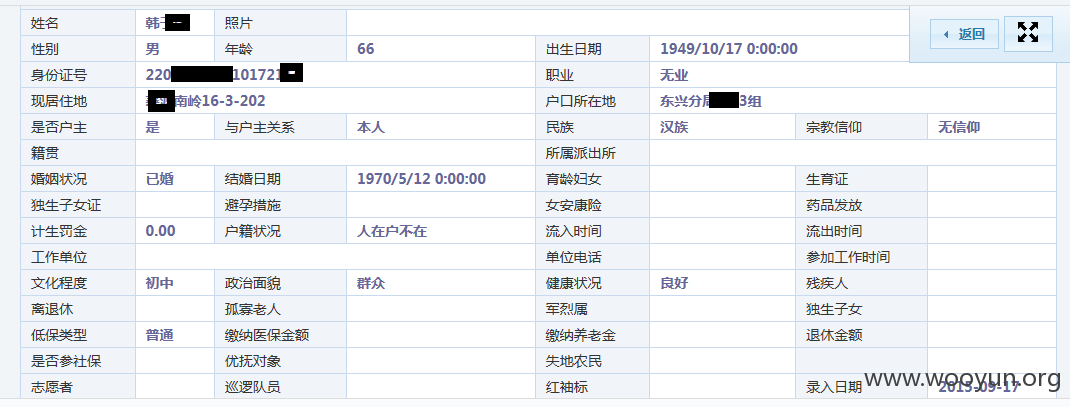 姓名 韩 照片
返回
性别 男 年龄 66 出生日期 1949/10/17 0:00:00
身份证号 220 101721 职业 无业
现居住地 南岭16-3-202 户口所在地 东兴分 3组
是否户主 是 与户主关系 本人 民族 汉族 宗教信仰 无信仰
籍贯 所属派出所
婚姻状况 已婚 结婚日期 1970/5/12 0:00:00 育龄妇女 生育证
独生子女证 避孕措施 女安康险 药品发放
计生罚金 0.00 户籍状况 人在户不在 流入时间 流出时间
工作单位 单位电话 参加工作时间
文化程度 初中 政治面貌 群众 健康状况 良好 残疾人
离退休 孤寡老人 军烈属 独生子女
低保类型 普通 缴纳医保金额 缴纳养老金 退休金额
是否参社保 优抚对象 失地农民
志愿者 巡逻队员 红袖标 录入日期 2015-09-17
www.wooyun.org